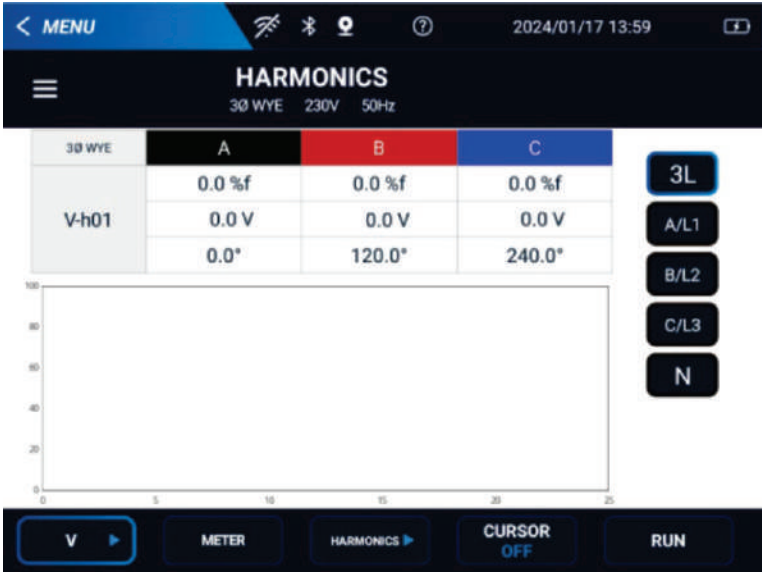 MENU
2024/01/17 13:59
HARMONICS
3Ø WYE 230V 50Hz
3Ø WYE A B C
V-h01
0.0 %f 0.0 %f 0.0 %f
0.0 V 0.0 V 0.0 V
0.0° 120.0° 240.0°
3L
A/L1
B/L2
C/L3
N
100
80
60
40
20
0
0 5 10 15 20 25
V METER HARMONICS CURSOR OFF RUN